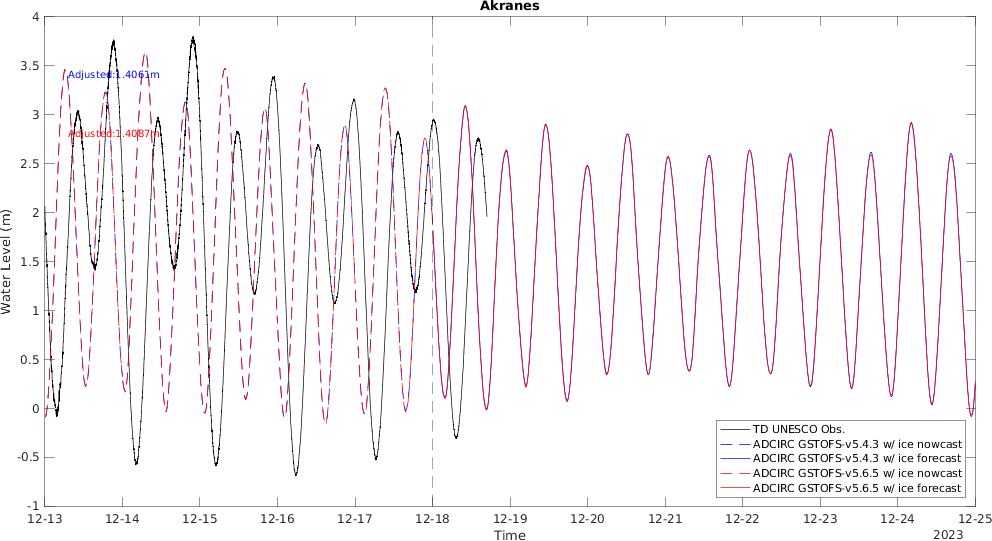 Akranes
4
3.5
3
2.5
2
1.5
1
0.5
0
-0.5
-1
Water Level (m)
Adjusted:1.4061m
Adjusted:1.4087m
TD UNESCO Obs.
ADCIRC GSTOFS-v5.4.3 w/ ice nowcast
ADCIRC GSTOFS-v5.4.3 w/ ice forecast
ADCIRC GSTOFS-v5.6.5 w/ ice nowcast
ADCIRC GSTOFS-v5.6.5 w/ ice forecast
12-13 12-14 12-15 12-16 12-17 12-18 12-19 12-20 12-21 12-22 12-23 12-24 12-25
Time
2023